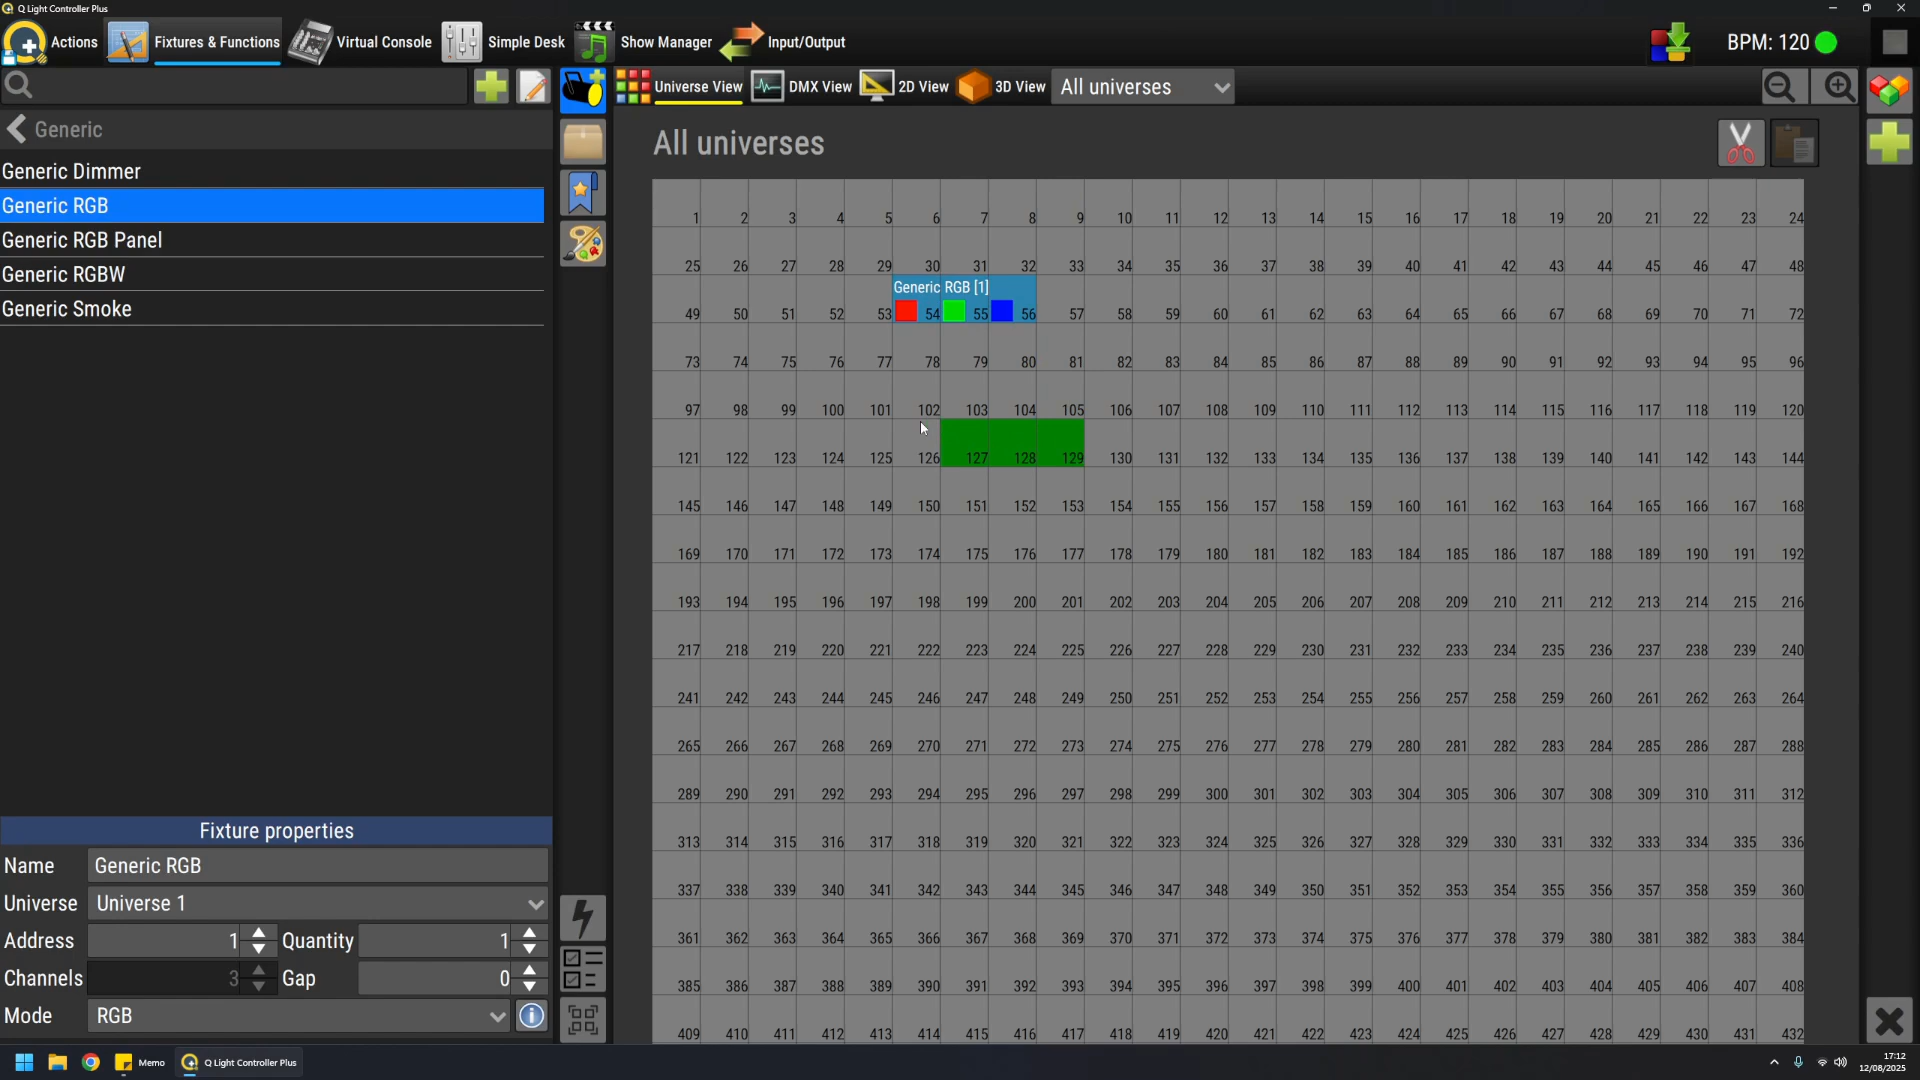 Q Light Controller Plus
Actions Fixtures & Functions Virtual Console Simple Desk Show Manager Input/Output BPM: 120
Universe View DMX View 2D View 3D View All universes
Generic
Generic Dimmer
Generic RGB
Generic RGB Panel
Generic RGBW
Generic Smoke
All universes
1 2 3 4 5 6 7 8 9 10 11 12 13 14 15 16 17 18 19 20 21 22 23 24
25 26 27 28 29 30 31 32 33 34 35 36 37 38 39 40 41 42 43 44 45 46 47 48
Generic RGB [1]
49 50 51 52 53 54 55 56 57 58 59 60 61 62 63 64 65 66 67 68 69 70 71 72
73 74 75 76 77 78 79 80 81 82 83 84 85 86 87 88 89 90 91 92 93 94 95 96
97 98 99 100 101 102 103 104 105 106 107 108 109 110 111 112 113 114 115 116 117 118 119 120
121 122 123 124 125 126 127 128 129 130 131 132 133 134 135 136 137 138 139 140 141 142 143 144
145 146 147 148 149 150 151 152 153 154 155 156 157 158 159 160 161 162 163 164 165 166 167 168
169 170 171 172 173 174 175 176 177 178 179 180 181 182 183 184 185 186 187 188 189 190 191 192
193 194 195 196 197 198 199 200 201 202 203 204 205 206 207 208 209 210 211 212 213 214 215 216
217 218 219 220 221 222 223 224 225 226 227 228 229 230 231 232 233 234 235 236 237 238 239 240
241 242 243 244 245 246 247 248 249 250 251 252 253 254 255 256 257 258 259 260 261 262 263 264
265 266 267 268 269 270 271 272 273 274 275 276 277 278 279 280 281 282 283 284 285 286 287 288
289 290 291 292 293 294 295 296 297 298 299 300 301 302 303 304 305 306 307 308 309 310 311 312
313 314 315 316 317 318 319 320 321 322 323 324 325 326 327 328 329 330 331 332 333 334 335 336
337 338 339 340 341 342 343 344 345 346 347 348 349 350 351 352 353 354 355 356 357 358 359 360
361 362 363 364 365 366 367 368 369 370 371 372 373 374 375 376 377 378 379 380 381 382 383 384
385 386 387 388 389 390 391 392 393 394 395 396 397 398 399 400 401 402 403 404 405 406 407 408
409 410 411 412 413 414 415 416 417 418 419 420 421 422 423 424 425 426 427 428 429 430 431 432
Fixture properties
Name Generic RGB
Universe Universe 1
Address 1 Quantity 1
Channels 3 Gap 0
Mode RGB
Memo Q Light Controller Plus
17:12
12/08/2025